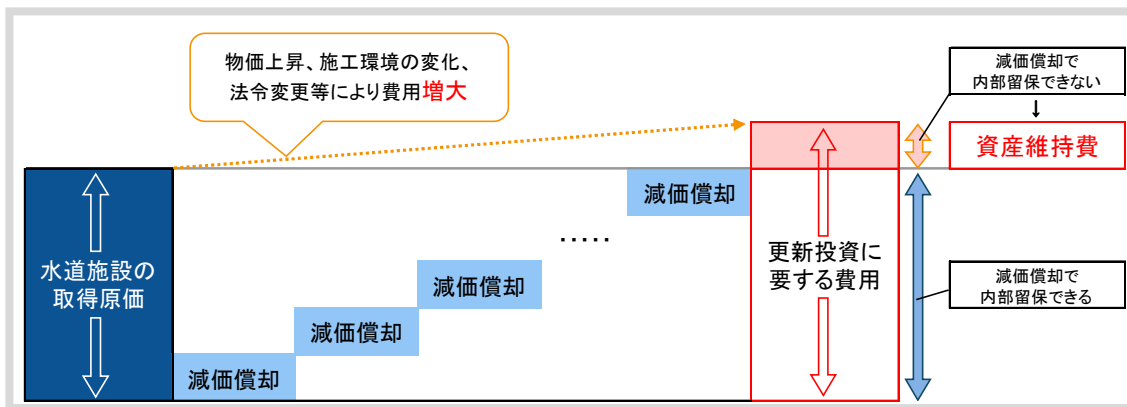 物価上昇、施工環境の変化、
法令変更等により費用増大
減価償却で
内部留保できない
↓
資産維持費
減価償却
・・・・・
水道施設の
取得原価
更新投資に
要する費用
減価償却
減価償却で
内部留保できる
減価償却
減価償却